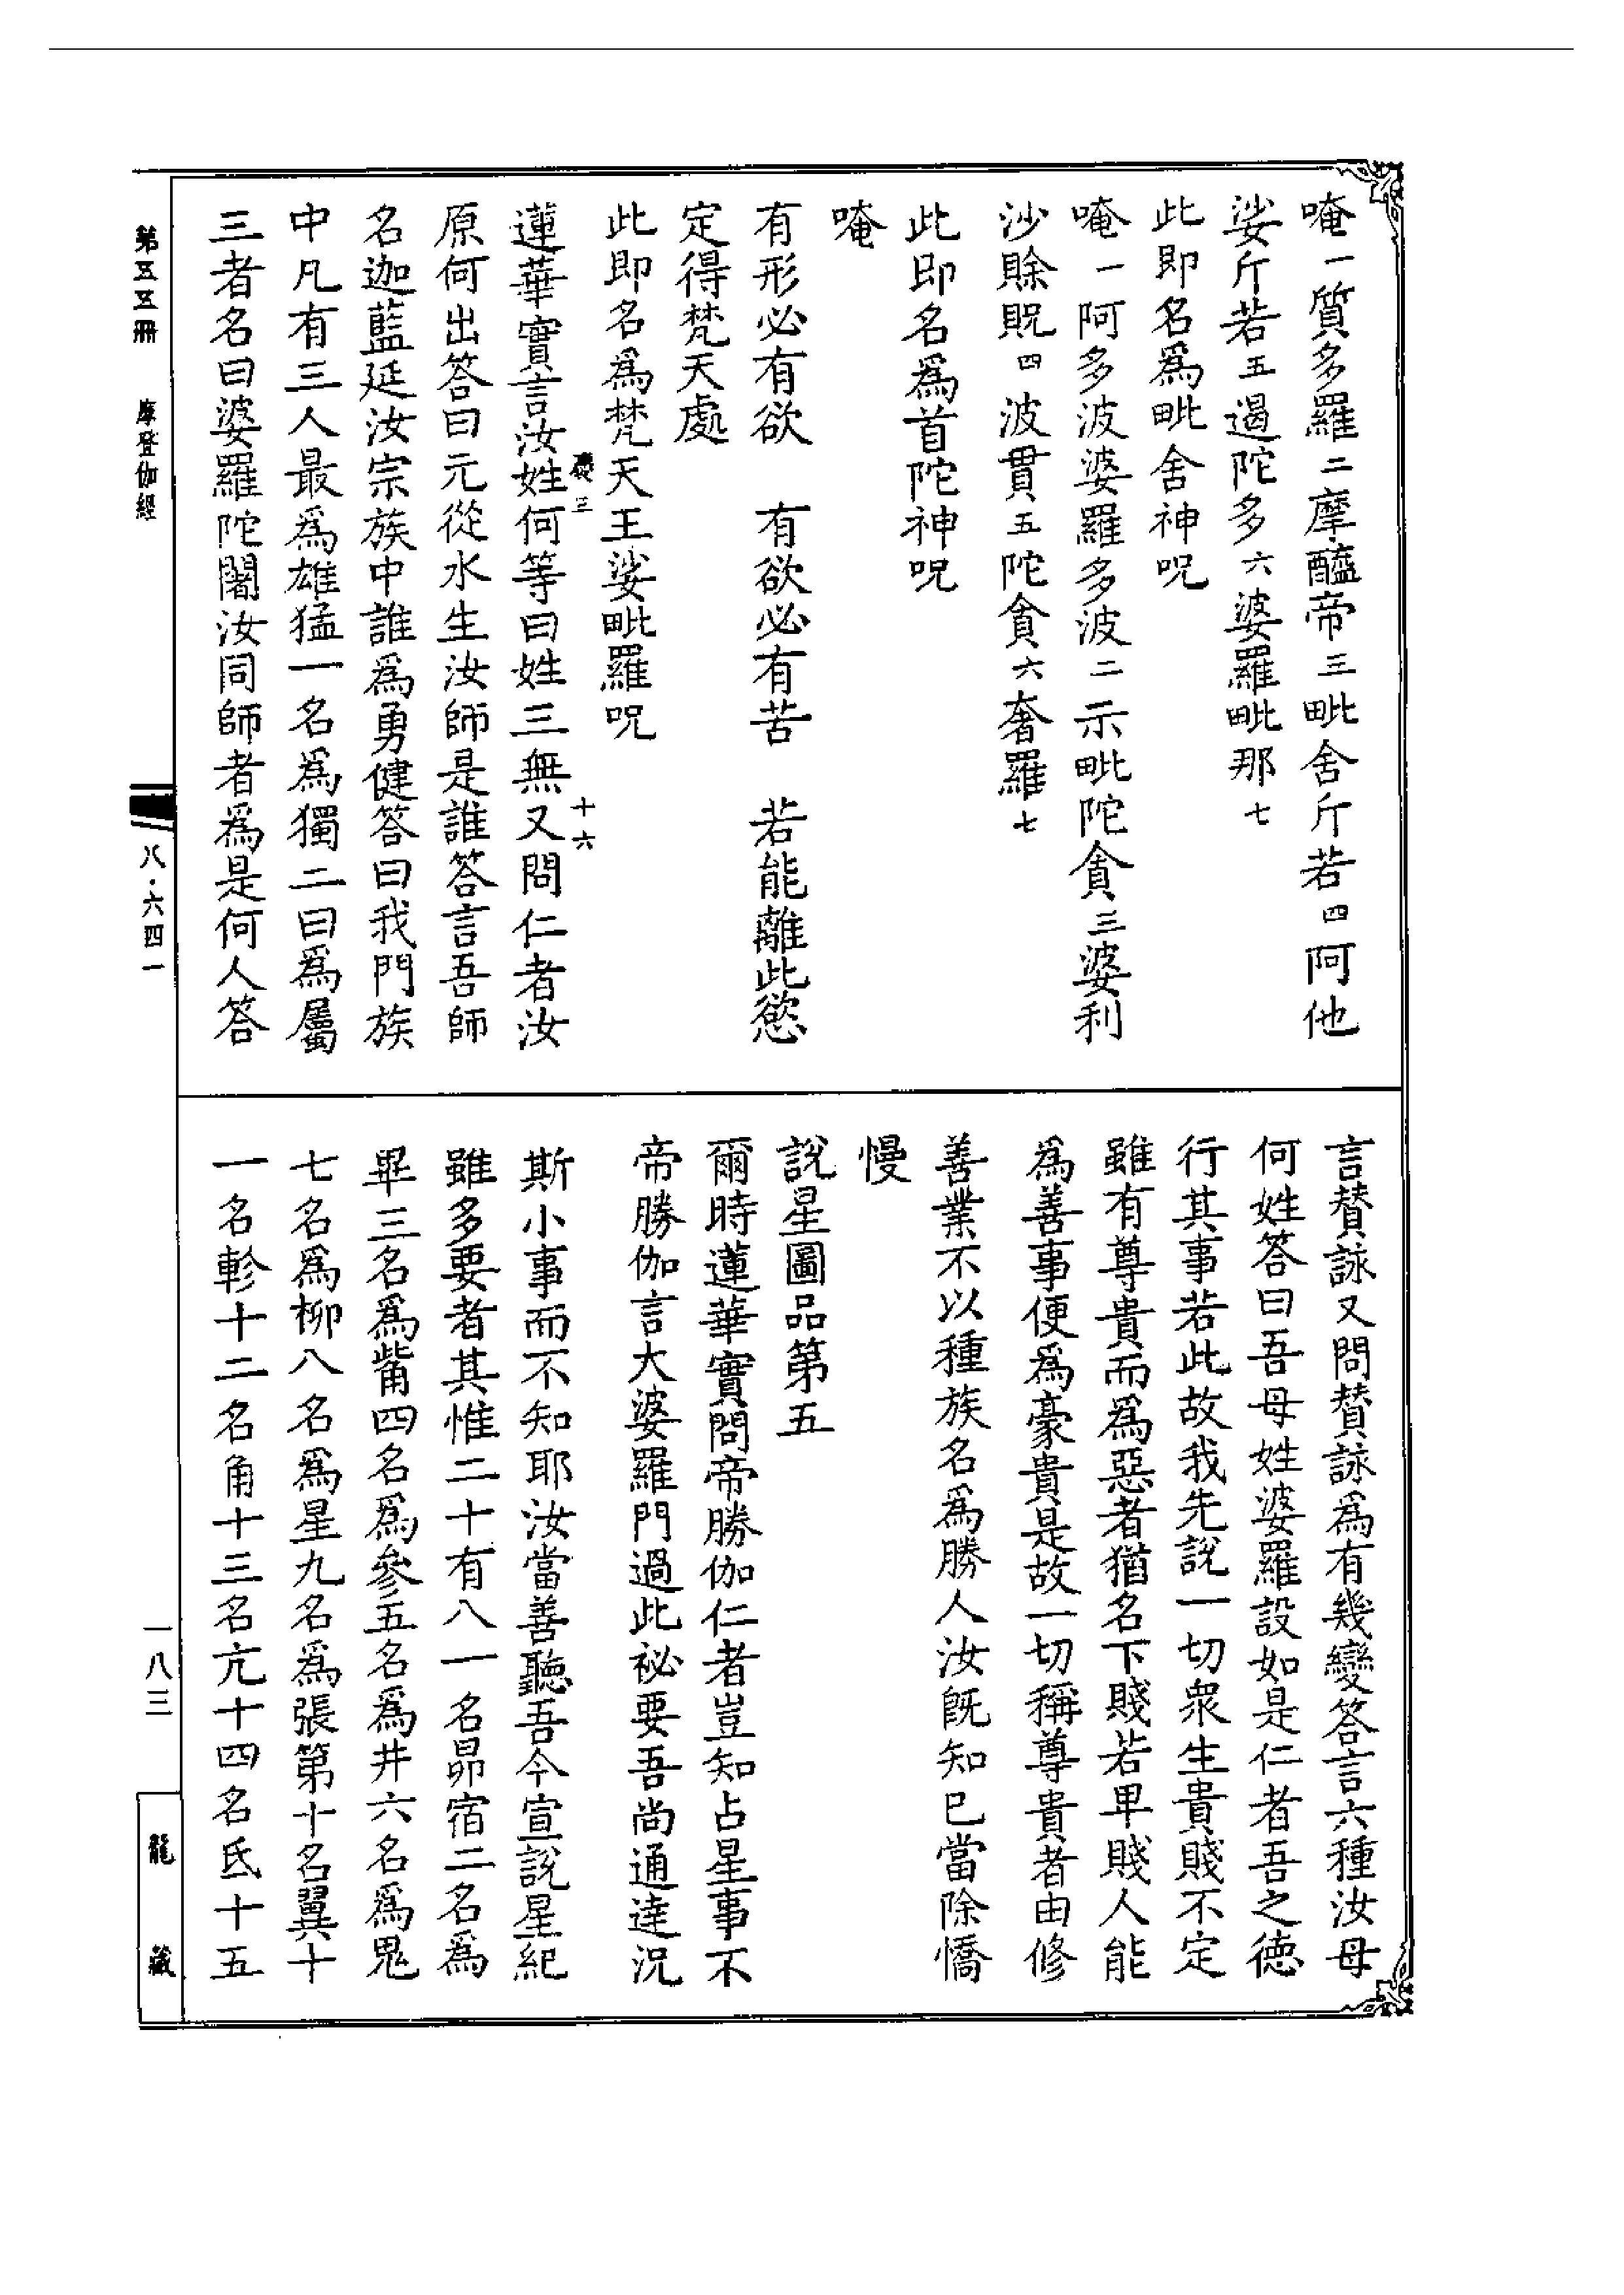 唵一質多羅二摩醯帝三毗舍斤若四阿他
娑斤若五遏陀多六婆羅毗那七
此即名爲毗舍神呪
唵一阿多波婆羅多波二示毗陀貪三婆利
沙賖貺四波貫五陀貪六奢羅七
此即名爲首陀神呪
唵
有形必有欲　有欲必有苦　若能離此慾
定得梵天處
此即名爲梵天王娑毗羅呪
蓮華實言汝姓何等曰姓三無又問仁者汝
原何出答曰元從水生汝師是誰答言吾師
名迦藍延汝宗族中誰爲勇健答曰我門族
中凡有三人最爲雄猛一名爲獨二曰爲屬
三者名曰婆羅陀闍汝同師者爲是何人答
言賛詠又問賛詠爲有幾變答言六種汝母
何姓答曰吾母姓婆羅設如是仁者吾之德
行其事若此故我先説一切衆生貴賤不定
雖有尊貴而爲惡者猶名下賤若卑賤人能
爲善事便爲豪貴是故一切稱尊貴者由修
善業不以種族名爲勝人汝既知已當除憍
慢
説星圖品第五
爾時蓮華實問帝勝伽仁者豈知占星事不
帝勝伽言大婆羅門過此祕要吾尚通達況
斯小事而不知耶汝當善聽吾今宣説星紀
雖多要者其惟二十有八一名昴宿二名爲
畢三名爲觜四名爲參五名爲井六名爲鬼
七名爲柳八名爲星九名爲張第十名翼十
一名軫十二名角十三名亢十四名氐十五
第五五冊　摩登伽經
八·六四一
一八三
龍藏
三
十六